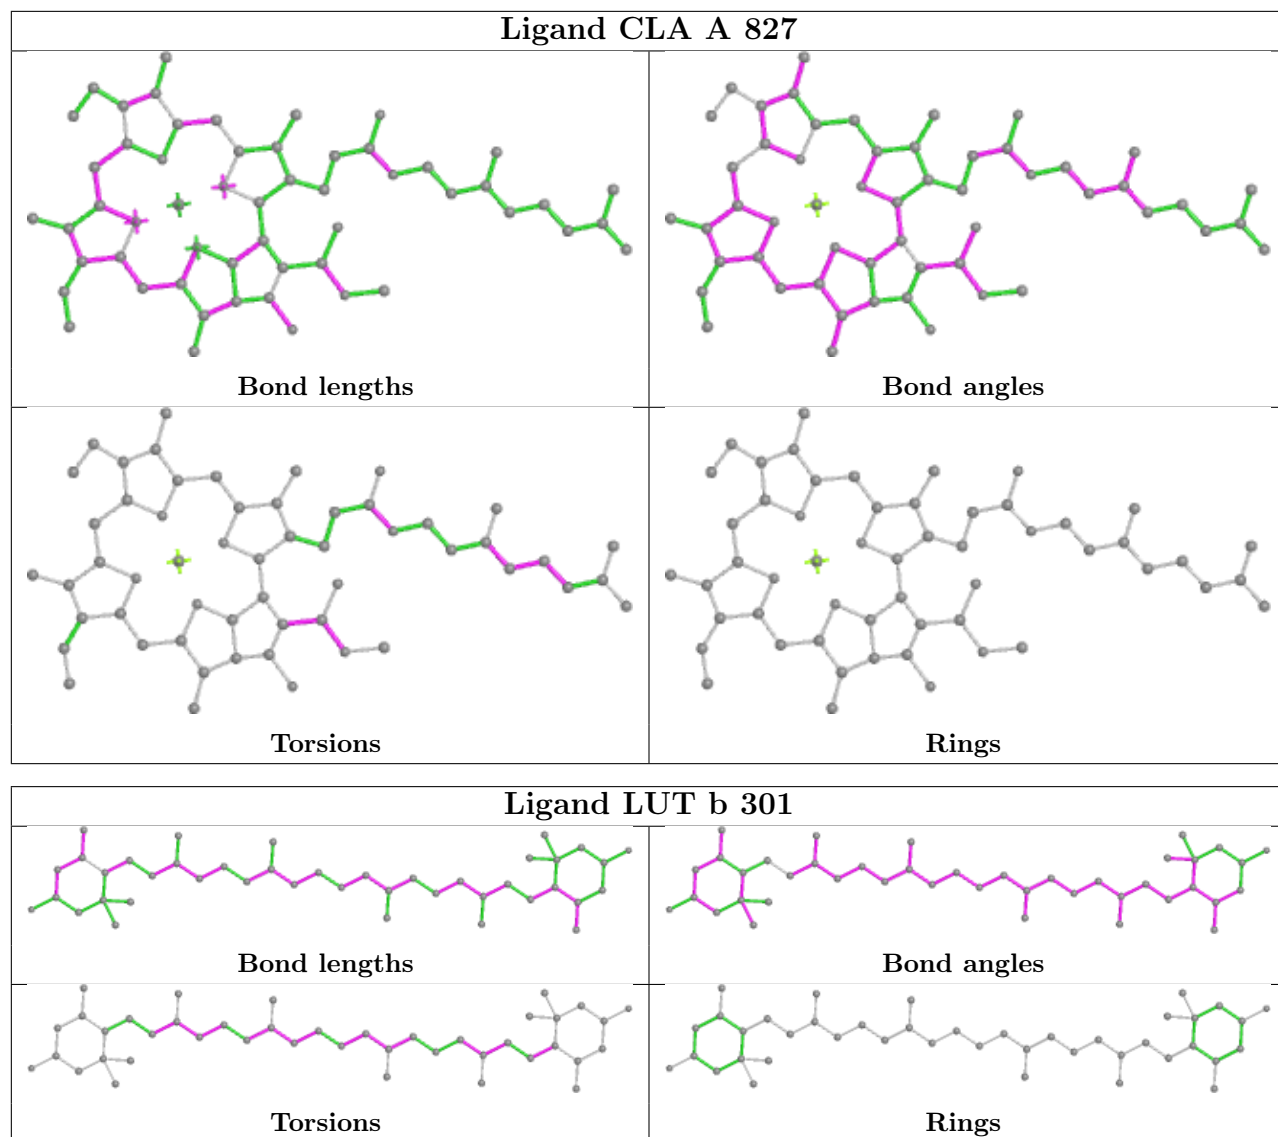 Ligand CLA A 827
Bond lengths
Bond angles
Torsions
Rings
Ligand LUT b 301
Bond lengths
Bond angles
Torsions
Rings